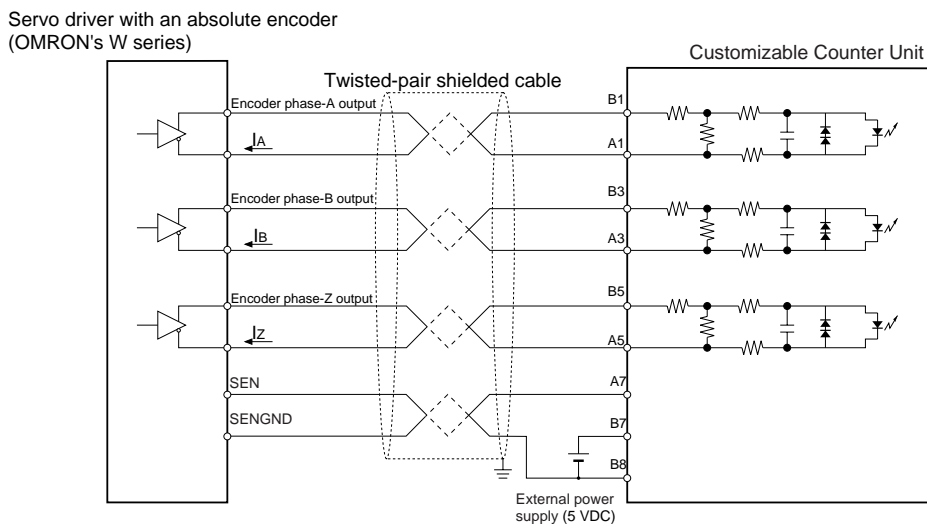 Servo driver with an absolute encoder
(OMRON's W series)
Customizable Counter Unit
Twisted-pair shielded cable
Encoder phase-A output
B1
IA
A1
Encoder phase-B output
B3
IB
A3
Encoder phase-Z output
B5
IZ
A5
SEN
A7
SENGND
B7
B8
External power
supply (5 VDC)